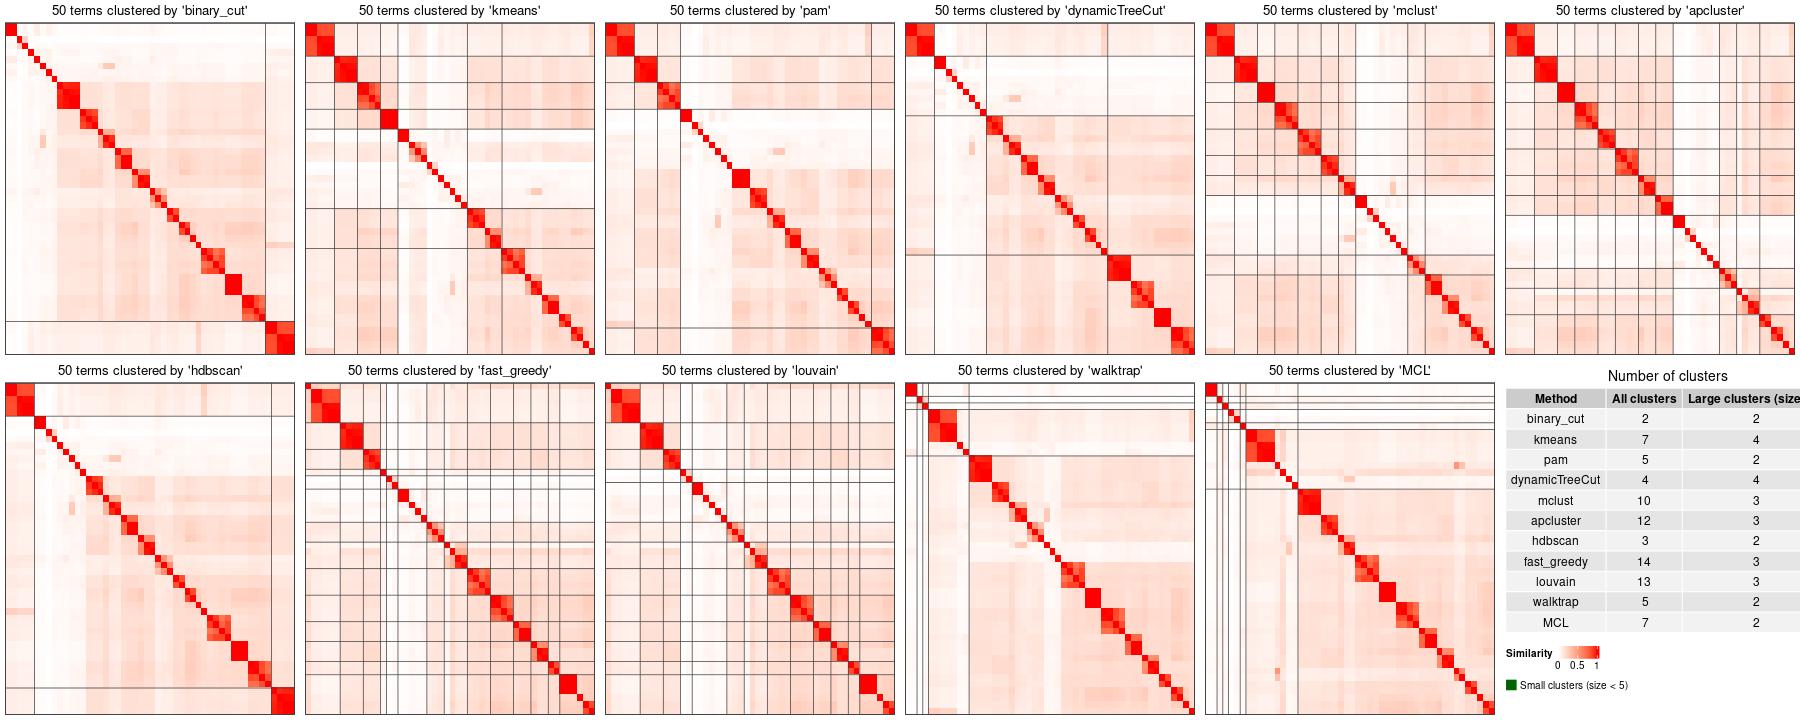 50 terms clustered by 'binary_cut'
50 terms clustered by 'kmeans'
50 terms clustered by 'pam'
50 terms clustered by 'dynamicTreeCut'
50 terms clustered by 'mclust'
50 terms clustered by 'apcluster'
50 terms clustered by 'hdbscan'
50 terms clustered by 'fast_greedy'
50 terms clustered by 'louvain'
50 terms clustered by 'walktrap'
50 terms clustered by 'MCL'
Number of clusters
Method All clusters Large clusters (size
binary_cut 2 2
kmeans 7 4
pam 5 2
dynamicTreeCut 4 4
mclust 10 3
apcluster 12 3
hdbscan 3 2
fast_greedy 14 3
louvain 13 3
walktrap 5 2
MCL 7 2
Similarity
0 0.5 1
Small clusters (size < 5)